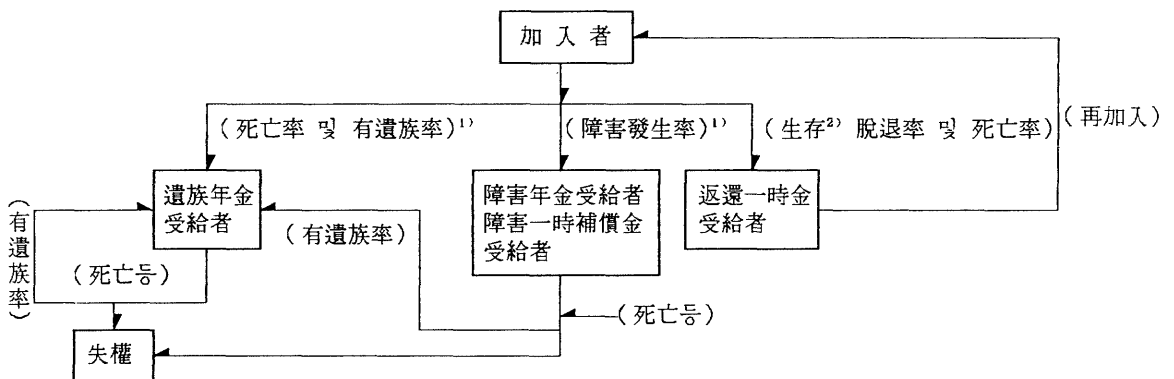 加入者
(死亡率 및 有遺族率)1)
(障害發生率)1)
(生存2) 脫退率 및 死亡率)
(再加入)
遺族年金
受給者
障害年金受給者
障害一時補償金
受給者
返還一時金
受給者
(有遺族率)
(有遺族率)
(死亡등)
(死亡등)
失權